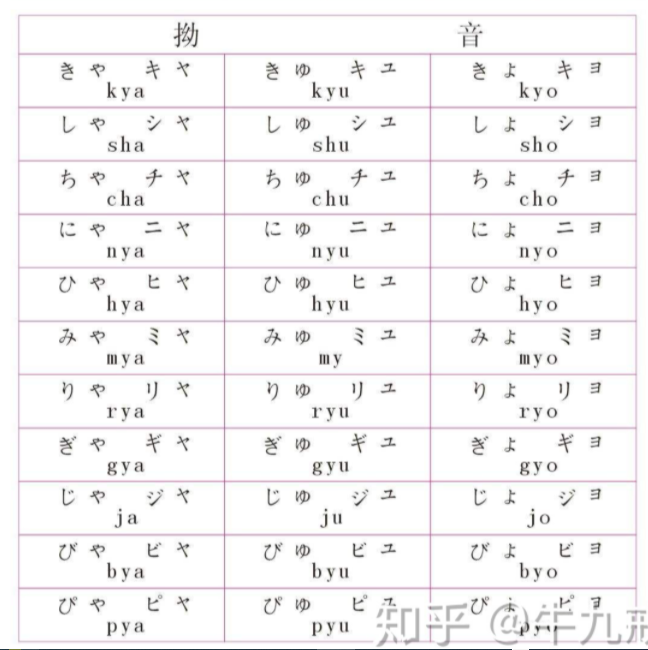 拗 音
きゃ キャ きゅ キュ きょ キョ
kya kyu kyo
しゃ シャ しゅ シュ しょ ショ
sha shu sho
ちゃ チャ ちゅ チュ ちょ チョ
cha chu cho
にゃ ニャ にゅ ニュ にょ ニョ
nya nyu nyo
ひゃ ヒャ ひゅ ヒュ ひょ ヒョ
hya hyu hyo
みゃ ミャ みゅ ミュ みょ ミョ
mya my myo
りゃ リャ りゅ リュ りょ リョ
rya ryu ryo
ぎゃ ギャ ぎゅ ギュ ぎょ ギョ
gya gyu gyo
じゃ ジャ じゅ ジュ じょ ジョ
ja ju jo
びゃ ビャ びゅ ビュ びょ ビョ
bya byu byo
ぴゃ ピャ ぴゅ ピュ ぴょ ピョ
pya pyu pyo
知乎 @牛九